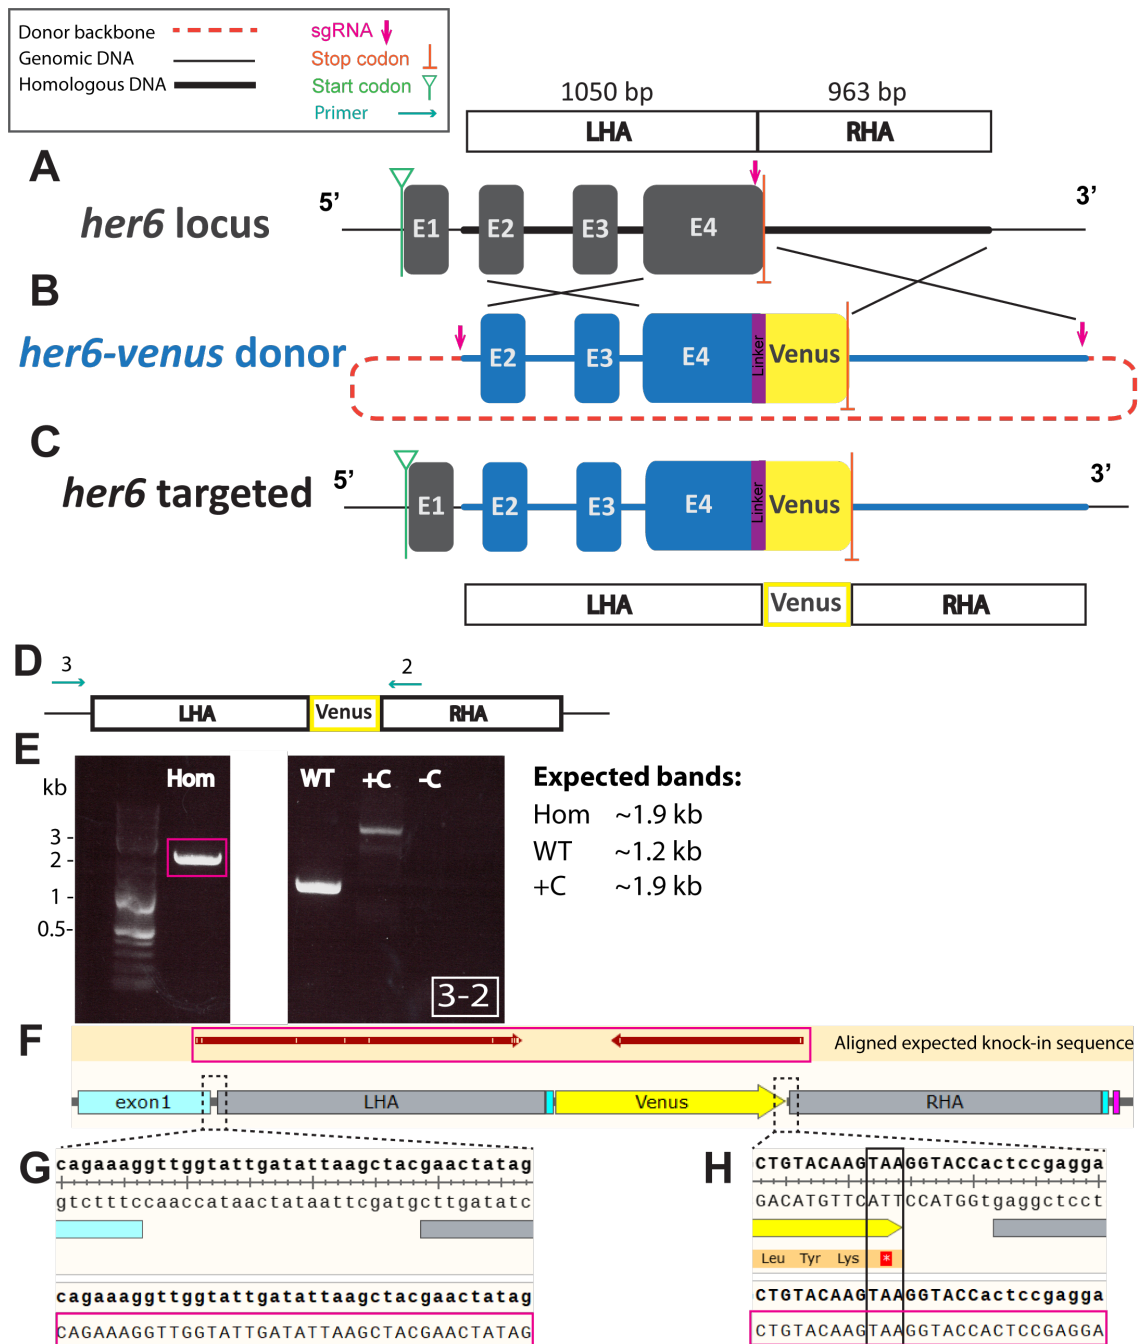 Donor backbone
Genomic DNA
Homologous DNA
sgRNA
Stop codon
Start codon
Primer
1050 bp
963 bp
LHA
RHA
A
her6 locus
5’
3’
E1
E2
E3
E4
B
her6-venus donor
E2
E3
E4
Linker
Venus
C
her6 targeted
5’
3’
E1
E2
E3
E4
Linker
Venus
LHA
Venus
RHA
D
3
2
LHA
Venus
RHA
E
kb
Hom
WT
+C
-C
3 -
2 -
1 -
0.5-
3-2
Expected bands:
Hom ~1.9 kb
WT ~1.2 kb
+C ~1.9 kb
F
Aligned expected knock-in sequence
exon1
LHA
Venus
RHA
G
cagaaaggttggtattgatattaagctacgaactatag
gtctttccaaccataactataattcgatgcttgatatc
cagaaaggttggtattgatattaagctacgaactatag
CAGAAAGGTTGGTATTGATATTAAGCTACGAACTATAG
H
CTGTACAAGTAAGGTACCactccgagga
GACATGTTCATTCCATGGtgaggctcct
Leu Tyr Lys *
CTGTACAAGTAAGGTACCactccgagga
CTGTACAAGTAAGGTACCACTCCGAGGA